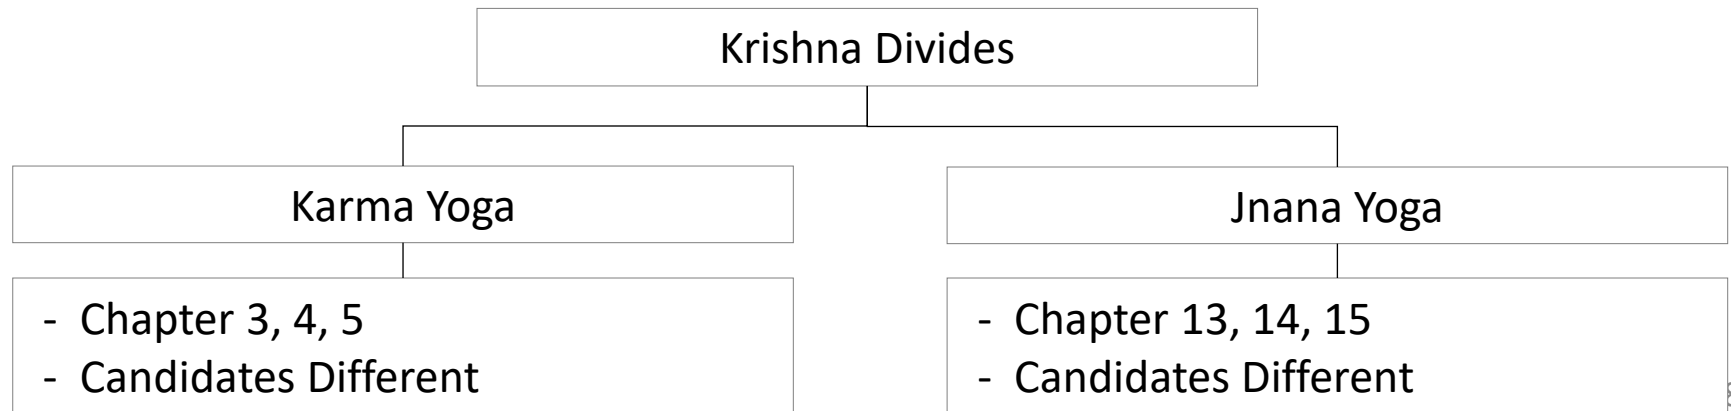 Krishna Divides
Karma Yoga
Jnana Yoga
- Chapter 3, 4, 5
- Candidates Different
- Chapter 13, 14, 15
- Candidates Different